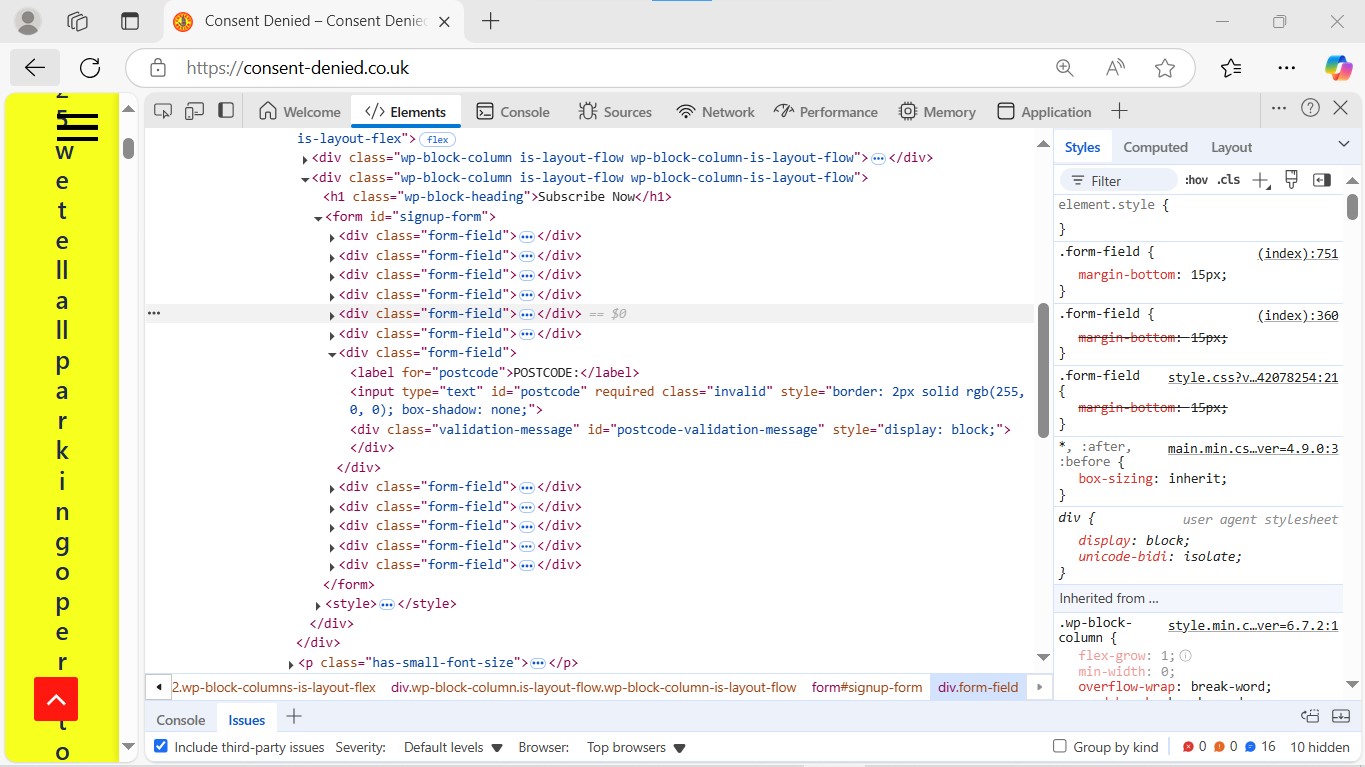 Consent Denied – Consent Denie
https://consent-denied.co.uk
5
w
e
t
e
ll
a
ll
p
a
r
k
i
n
g
o
p
e
r
t
o
Welcome
Elements
Console
Sources
Network
Performance
Memory
Application
is-layout-flex"> flex
<div class="wp-block-column is-layout-flow wp-block-column-is-layout-flow"> ••• </div>
<div class="wp-block-column is-layout-flow wp-block-column-is-layout-flow">
<h1 class="wp-block-heading">Subscribe Now</h1>
<form id="signup-form">
<div class="form-field"> ••• </div>
<div class="form-field"> ••• </div>
<div class="form-field"> ••• </div>
<div class="form-field"> ••• </div>
••• <div class="form-field"> ••• </div> == $0
<div class="form-field"> ••• </div>
<div class="form-field">
<label for="postcode">POSTCODE:</label>
<input type="text" id="postcode" required class="invalid" style="border: 2px solid rgb(255,
0, 0); box-shadow: none;">
<div class="validation-message" id="postcode-validation-message" style="display: block;">
</div>
</div>
<div class="form-field"> ••• </div>
<div class="form-field"> ••• </div>
<div class="form-field"> ••• </div>
<div class="form-field"> ••• </div>
<div class="form-field"> ••• </div>
</form>
<style> ••• </style>
</div>
</div>
<p class="has-small-font-size"> ••• </p>
2.wp-block-columns-is-layout-flex div.wp-block-column.is-layout-flow.wp-block-column-is-layout-flow form#signup-form div.form-field
Styles Computed Layout
Filter :hov .cls
element.style {
}
.form-field { (index):751
margin-bottom: 15px;
}
.form-field { (index):360
margin-bottom: 15px;
}
.form-field style.css?v…42078254:21
{
margin-bottom: 15px;
}
*, :after, main.min.cs…ver=4.9.0:3
:before {
box-sizing: inherit;
}
div { user agent stylesheet
display: block;
unicode-bidi: isolate;
}
Inherited from ...
.wp-block- style.min.c…ver=6.7.2:1
column {
flex-grow: 1;
min-width: 0;
overflow-wrap: break-word;
Console Issues
Include third-party issues Severity: Default levels Browser: Top browsers Group by kind 0 0 16 10 hidden